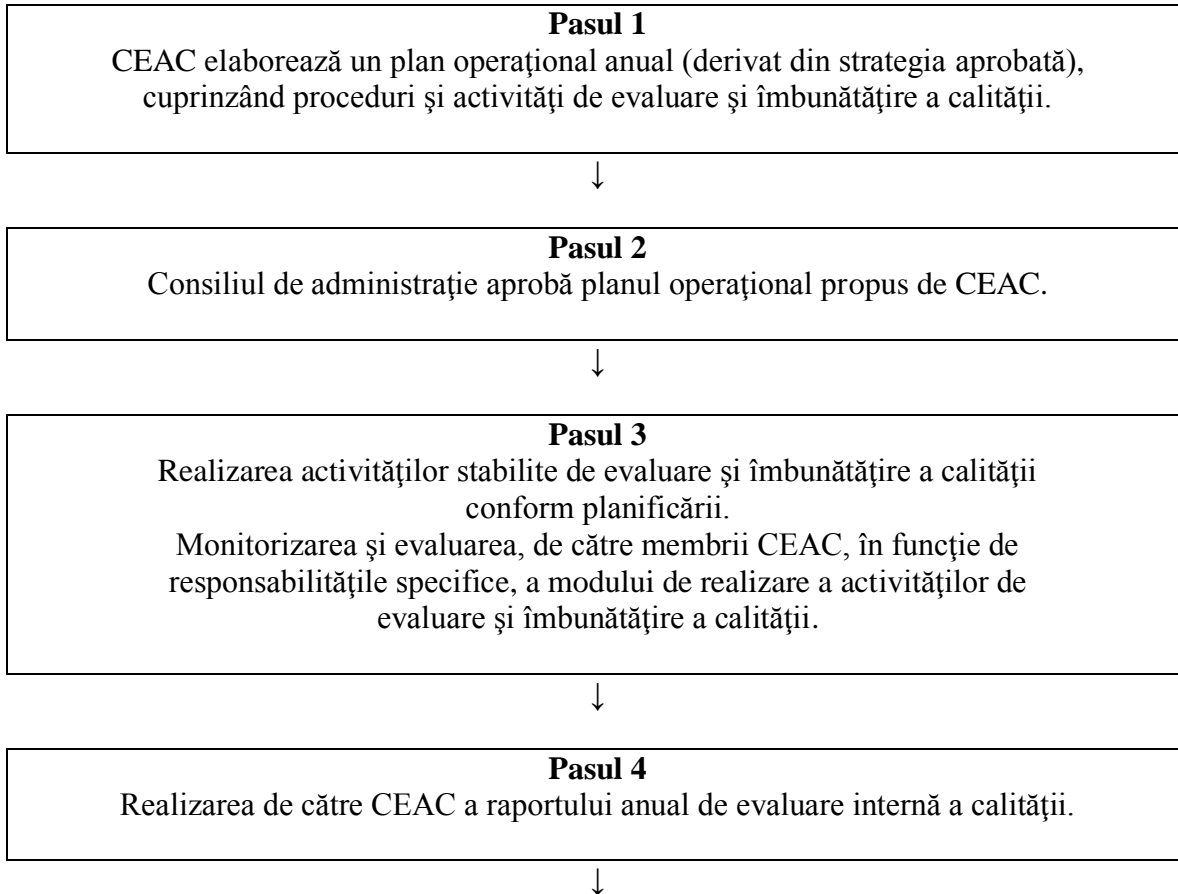 Pasul 1
CEAC elaborează un plan operaţional anual (derivat din strategia aprobată),
cuprinzând proceduri şi activităţi de evaluare şi îmbunătăţire a calităţii.
↓
Pasul 2
Consiliul de administraţie aprobă planul operaţional propus de CEAC.
↓
Pasul 3
Realizarea activităţilor stabilite de evaluare şi îmbunătăţire a calităţii
conform planificării.
Monitorizarea şi evaluarea, de către membrii CEAC, în funcţie de
responsabilităţile specifice, a modului de realizare a activităţilor de
evaluare şi îmbunătăţire a calităţii.
↓
Pasul 4
Realizarea de către CEAC a raportului anual de evaluare internă a calităţii.
↓